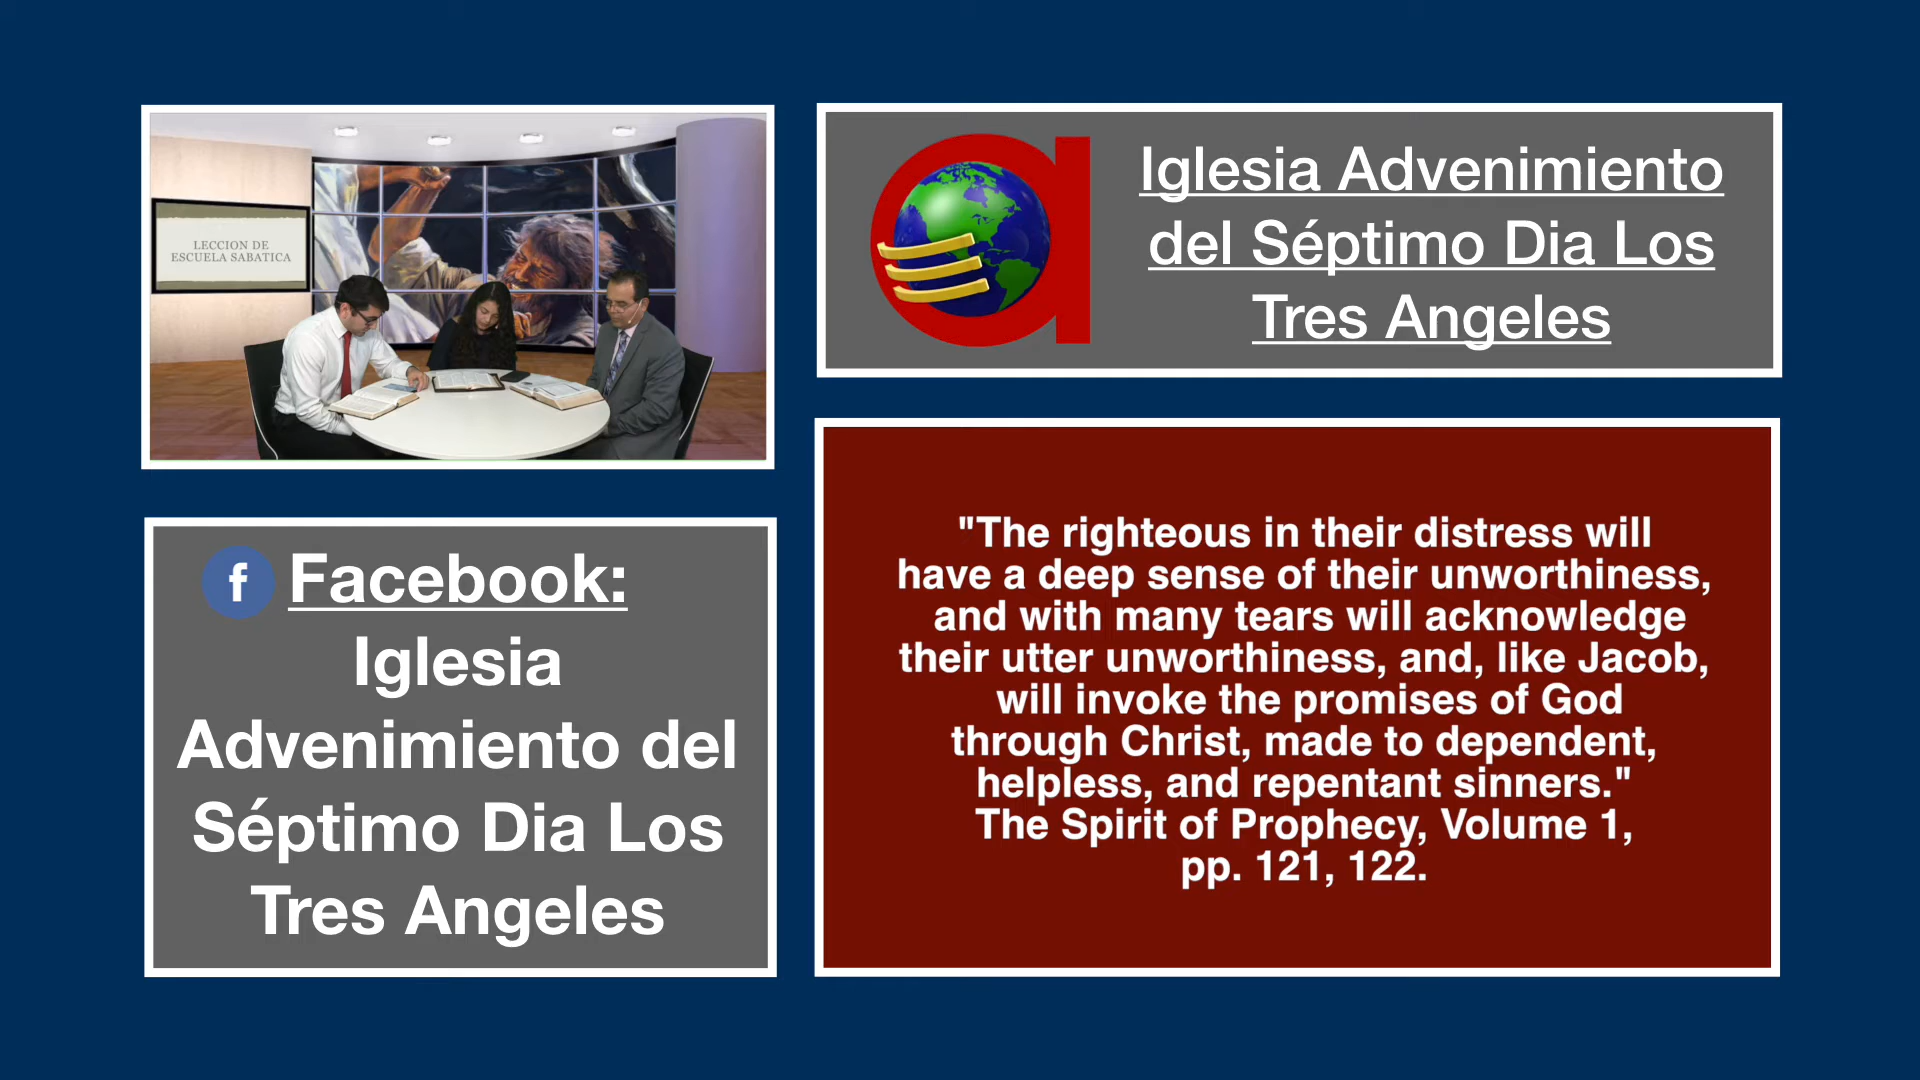 LECCION DE
ESCUELA SABATICA
Iglesia Advenimiento
del Séptimo Dia Los
Tres Angeles
Facebook:
Iglesia
Advenimiento del
Séptimo Dia Los
Tres Angeles
"The righteous in their distress will
have a deep sense of their unworthiness,
and with many tears will acknowledge
their utter unworthiness, and, like Jacob,
will invoke the promises of God
through Christ, made to dependent,
helpless, and repentant sinners."
The Spirit of Prophecy, Volume 1,
pp. 121, 122.